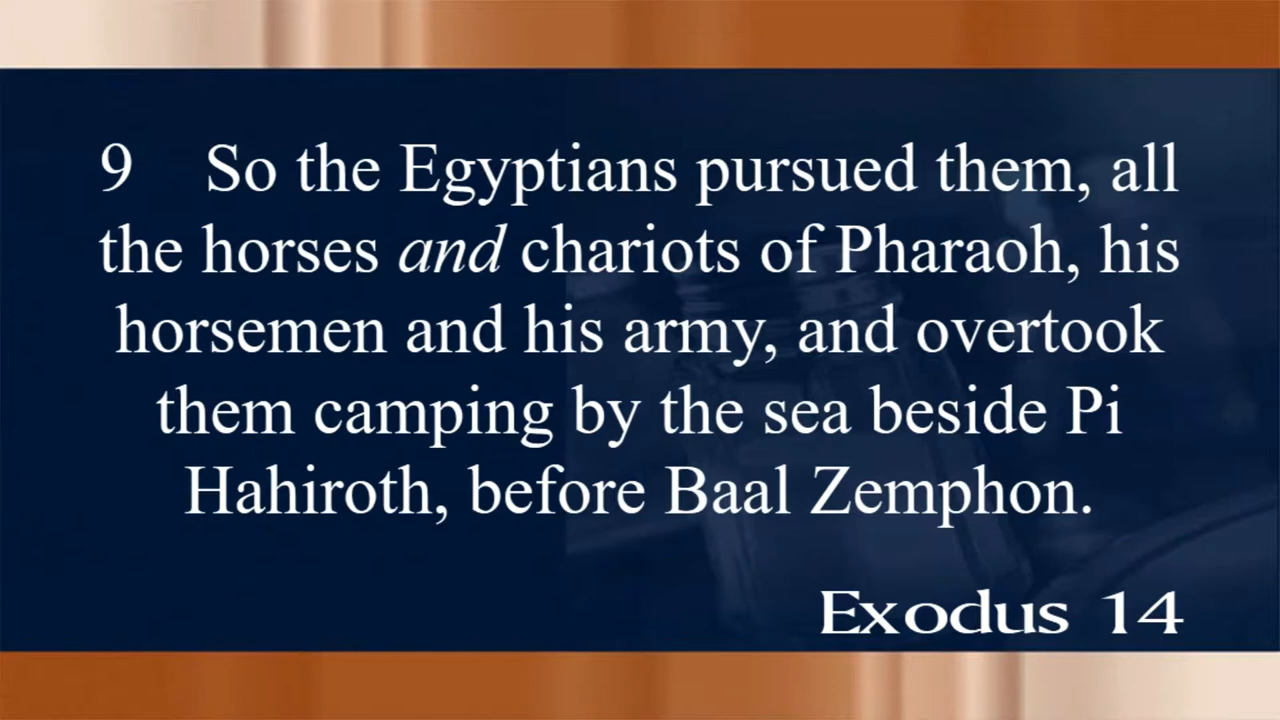 9 So the Egyptians pursued them, all
the horses and chariots of Pharaoh, his
horsemen and his army, and overtook
them camping by the sea beside Pi
Hahiroth, before Baal Zemphon.
Exodus 14